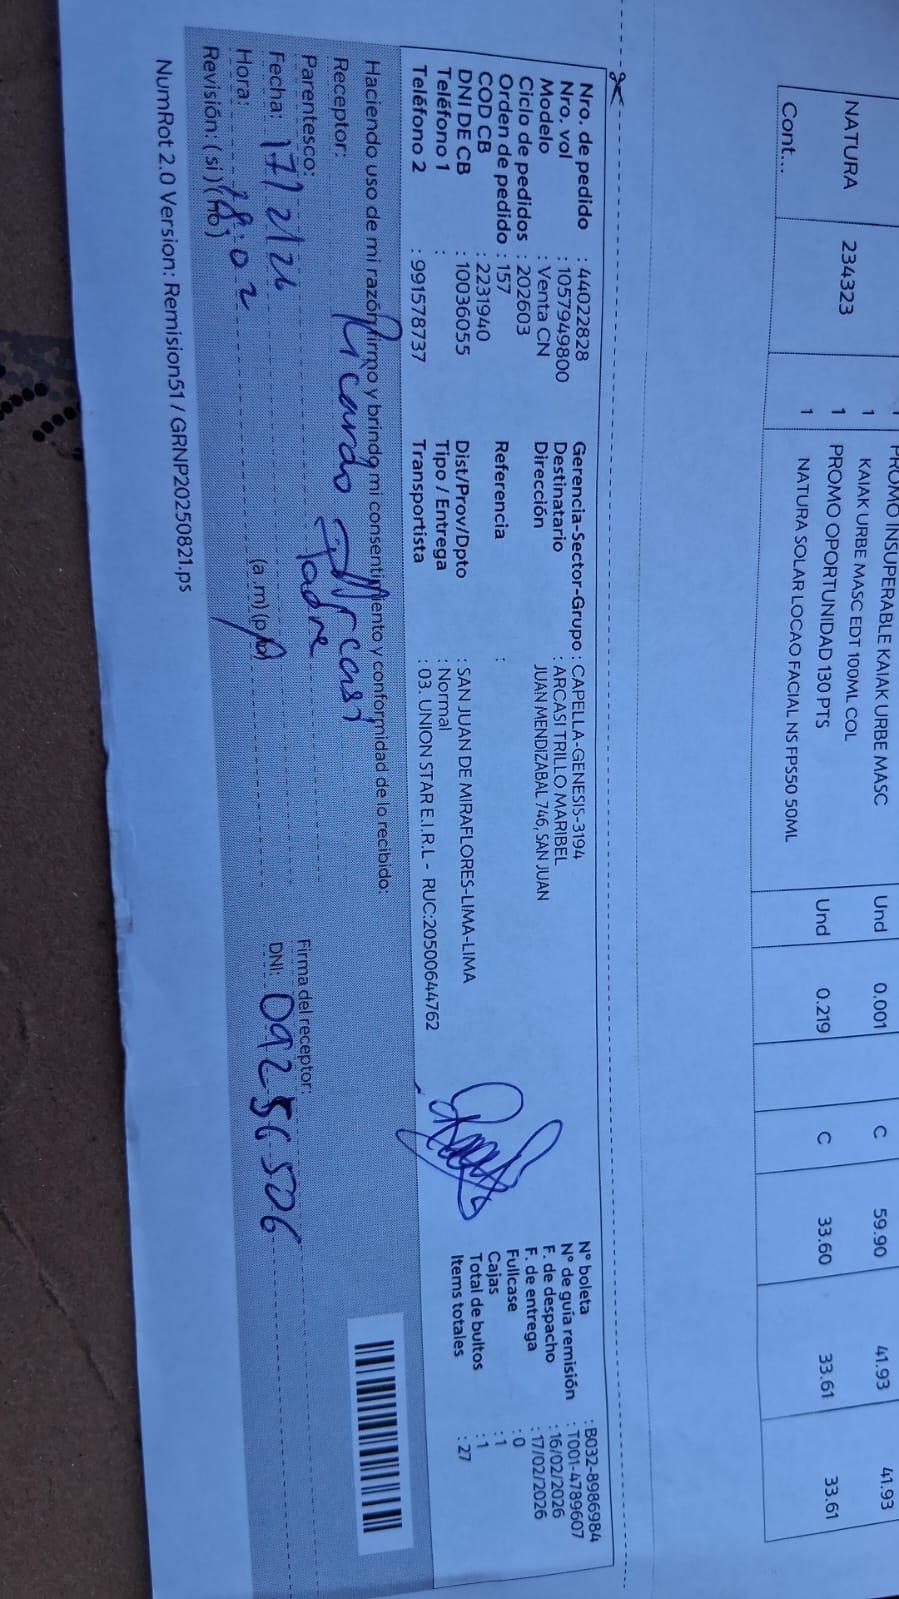 1 PROMO INSUPERABLE KAIAK URBE MASC
1 KAIAK URBE MASC EDT 100ML COL Und 0.001 C 59.90 41.93 41.93
NATURA 234323 1 PROMO OPORTUNIDAD 130 PTS
1 NATURA SOLAR LOCAO FACIAL NS FPS50 50ML Und 0.219 C 33.60 33.61 33.61
Cont...
Nro. de pedido : 44022828 Gerencia-Sector-Grupo : CAPELLA-GENESIS-3194 N° boleta : B032-8986984
Nro. vol : 1057949800 Destinatario : ARCASI TRILLO MARIBEL N° de guía remisión : T001-4789607
Modelo : Venta CN Dirección JUAN MENDIZABAL 746, SAN JUAN F. de despacho : 16/02/2026
Ciclo de pedidos : 202603 F. de entrega : 17/02/2026
Orden de pedido : 157 Referencia : Fullcase : 0
COD CB : 2231940 Cajas : 1
DNI DE CB : 10036055 Dist/Prov/Dpto : SAN JUAN DE MIRAFLORES-LIMA-LIMA Total de bultos : 1
Teléfono 1 : Tipo / Entrega : Normal Items totales : 27
Teléfono 2 : 991578737 Transportista : 03. UNION STAR E.I.R.L - RUC:20500644762
Haciendo uso de mi razón firmo y brindo mi consentimiento y conformidad de lo recibido:
Receptor: Ricardo Arcasi
Parentesco: Padre Firma del receptor:
Fecha: 17/2/26 DNI: 09256506
Hora: 18:02 (a.m) (p.m)
Revisión: ( si ) ( no )
NumRot 2.0 Version: Remision51 / GRNP20250821.ps